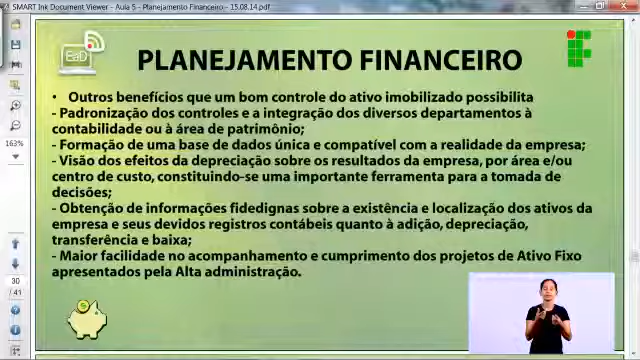 SMART Ink Document Viewer - Aula 5 - Planejamento Financeiro - 15.08.14.pdf
EaD
PLANEJAMENTO FINANCEIRO
• Outros benefícios que um bom controle do ativo imobilizado possibilita
- Padronização dos controles e a integração dos diversos departamentos à
contabilidade ou à área de patrimônio;
- Formação de uma base de dados única e compatível com a realidade da empresa;
- Visão dos efeitos da depreciação sobre os resultados da empresa, por área e/ou
centro de custo, constituindo-se uma importante ferramenta para a tomada de
decisões;
- Obtenção de informações fidedignas sobre a existência e localização dos ativos da
empresa e seus devidos registros contábeis quanto à adição, depreciação,
transferência e baixa;
- Maior facilidade no acompanhamento e cumprimento dos projetos de Ativo Fixo
apresentados pela Alta administração.
163%
30
/ 41
$